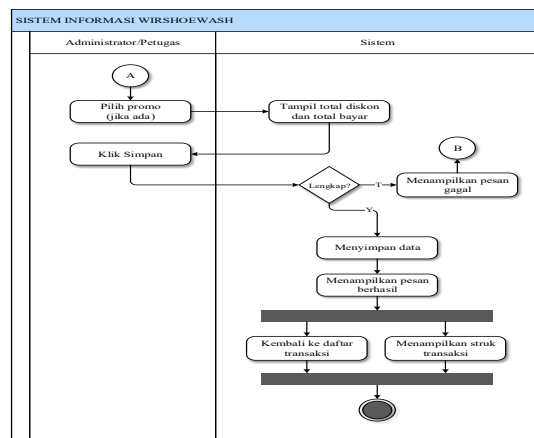 SISTEM INFORMASI WIRSHOEWASH
Administrator/Petugas
Sistem
A
Pilih promo
(jika ada)
Tampil total diskon
dan total bayar
Klik Simpan
B
Lengkap?
T
Menampilkan pesan
gagal
Y
Menyimpan data
Menampilkan pesan
berhasil
Kembali ke daftar
transaksi
Menampilkan struk
transaksi